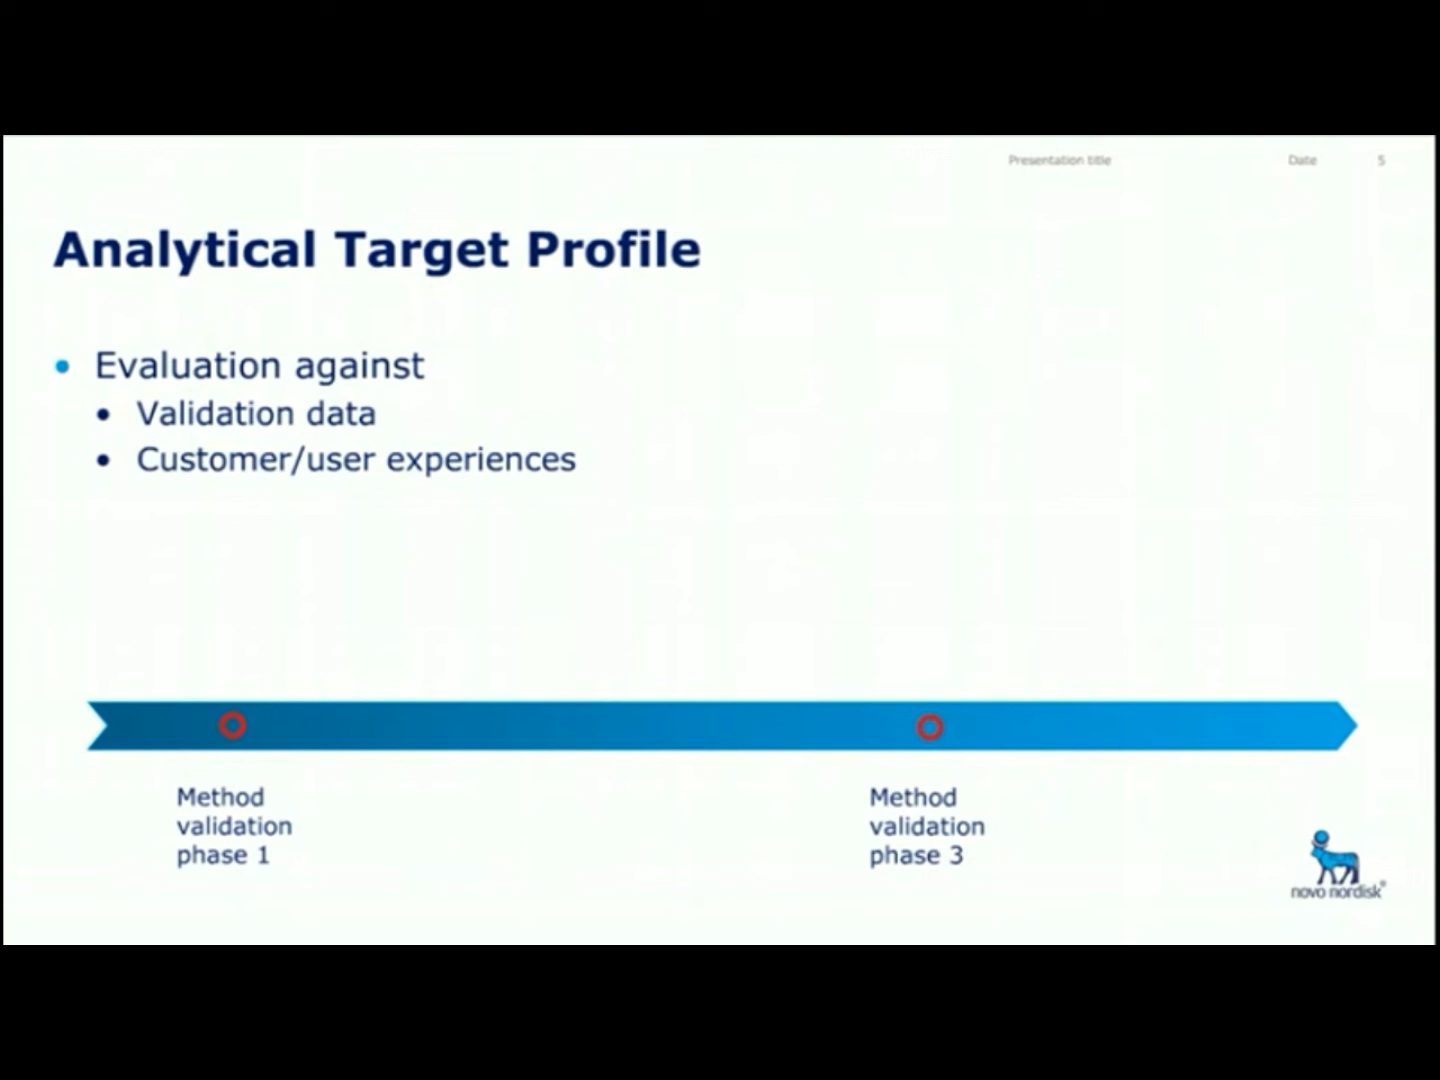 Presentation title
Date
5
Analytical Target Profile
Evaluation against
Validation data
Customer/user experiences
Method
validation
phase 1
Method
validation
phase 3
novo nordisk®